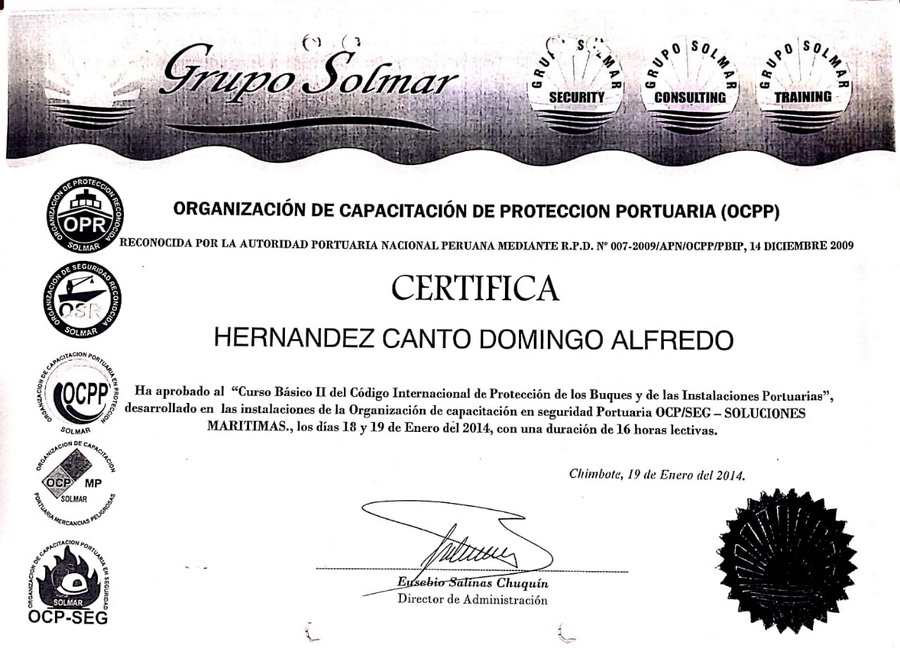 Grupo Solmar
GRUPO SOLMAR SECURITY
GRUPO SOLMAR CONSULTING
GRUPO SOLMAR TRAINING
ORGANIZACIÓN DE PROTECCION RECONOCIDA
OPR
SOLMAR
ORGANIZACIÓN DE CAPACITACIÓN DE PROTECCION PORTUARIA (OCPP)
RECONOCIDA POR LA AUTORIDAD PORTUARIA NACIONAL PERUANA MEDIANTE R.P.D. Nº 007-2009/APN/OCPP/PBIP, 14 DICIEMBRE 2009
ORGANIZACION DE SEGURIDAD RECONOCIDA
OSR
SOLMAR
CERTIFICA
HERNANDEZ CANTO DOMINGO ALFREDO
ORGANIZACION DE CAPACITACION PORTUARIA EN PROTECCION
OCPP
SOLMAR
Ha aprobado al “Curso Básico II del Código Internacional de Protección de los Buques y de las Instalaciones Portuarias”,
desarrollado en las instalaciones de la Organización de capacitación en seguridad Portuaria OCP/SEG – SOLUCIONES
MARITIMAS., los días 18 y 19 de Enero del 2014, con una duración de 16 horas lectivas.
ORGANIZACION DE CAPACITACION
OCP MP
SOLMAR
PORTUARIA MERCANCIAS PELIGROSAS
Chimbote, 19 de Enero del 2014.
ORGANIZACION DE CAPACITACION PORTUARIA EN SEGURIDAD
SOLMAR
OCP-SEG
Eusebio Salinas Chuquín
Director de Administración